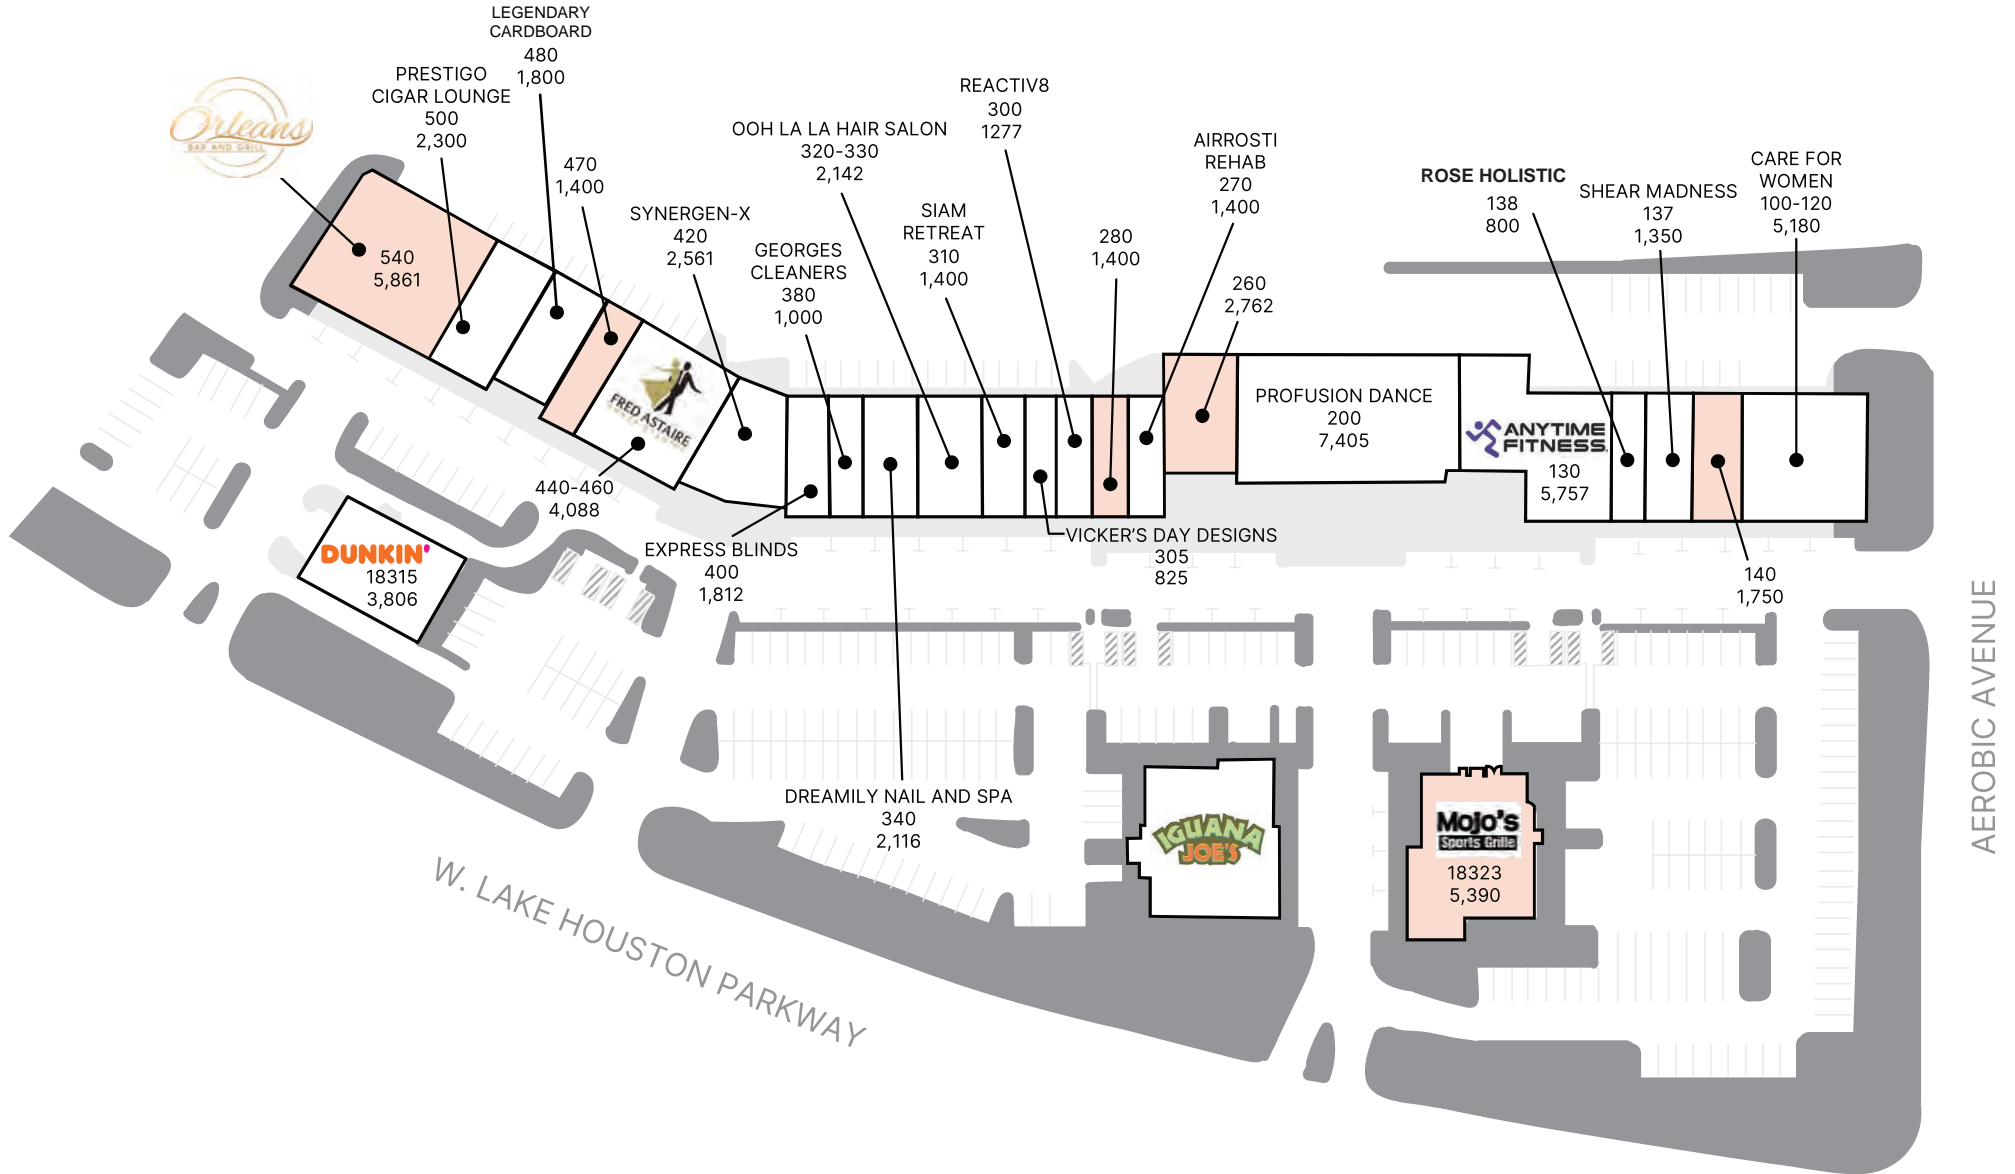 LEGENDARY
CARDBOARD
480
1,800
PRESTIGO
CIGAR LOUNGE
500
2,300
Orleans
BAR AND GRILL
540
5,861
470
1,400
SYNERGEN-X
420
2,561
GEORGES
CLEANERS
380
1,000
OOH LA LA HAIR SALON
320-330
2,142
SIAM
RETREAT
310
1,400
REACTIV8
300
1277
280
1,400
AIRROSTI
REHAB
270
1,400
260
2,762
ROSE HOLISTIC
138
800
SHEAR MADNESS
137
1,350
CARE FOR
WOMEN
100-120
5,180
FRED ASTAIRE
440-460
4,088
PROFUSION DANCE
200
7,405
ANYTIME
FITNESS
130
5,757
EXPRESS BLINDS
400
1,812
VICKER'S DAY DESIGNS
305
825
140
1,750
DUNKIN'
18315
3,806
DREAMILY NAIL AND SPA
340
2,116
IGUANA
JOE'S
Mojo's
Sports Grille
18323
5,390
W. LAKE HOUSTON PARKWAY
AEROBIC AVENUE